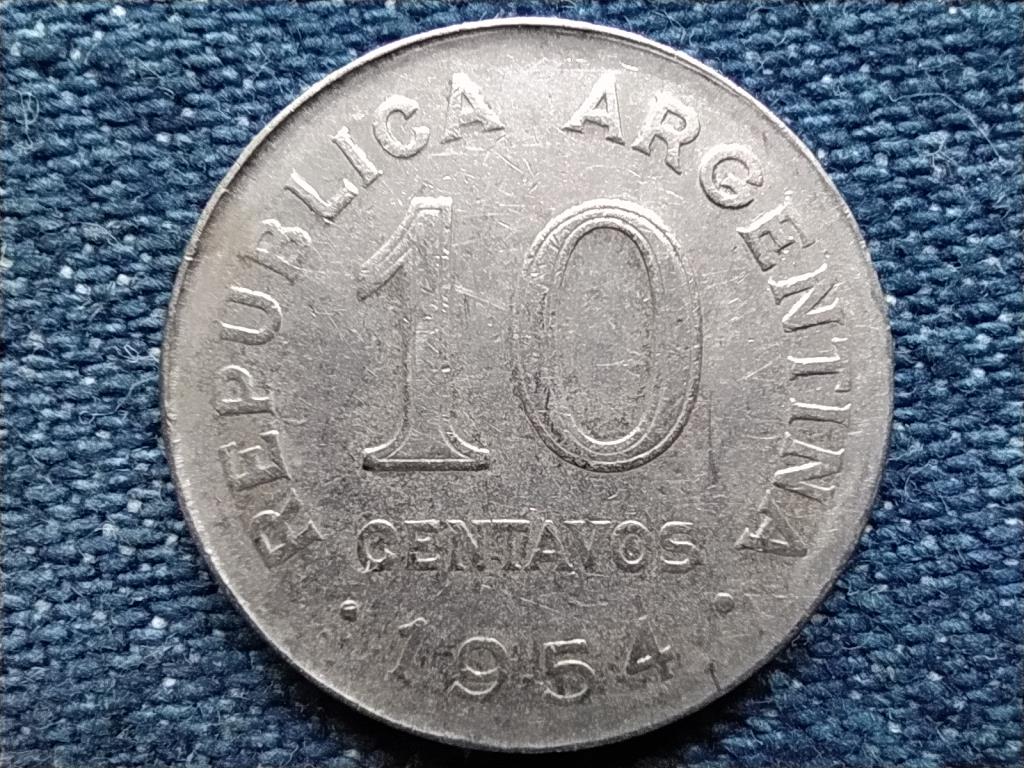 REPUBLICA ARGENTINA
10
CENTAVOS
1954